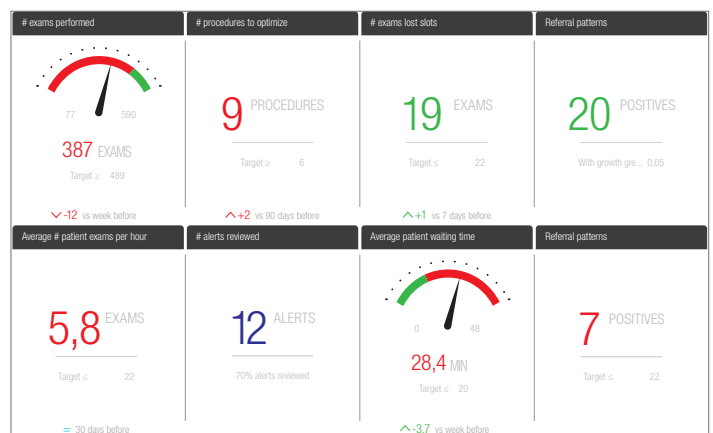 # exams performed
# procedures to optimize
# exams lost slots
Referral patterns
77 590
387 EXAMS
Target ≥ 489
-12 vs week before
9 PROCEDURES
Target ≥ 6
+2 vs 90 days before
19 EXAMS
Target ≤ 22
+1 vs 7 days before
20 POSITIVES
With growth gre... 0,05
Average # patient exams per hour
# alerts reviewed
Average patient waiting time
Referral patterns
5,8 EXAMS
Target ≤ 22
= 30 days before
12 ALERTS
70% alerts reviewed
0 48
28,4 MIN
Target ≤ 20
-3.7 vs week before
7 POSITIVES
Target ≤ 22